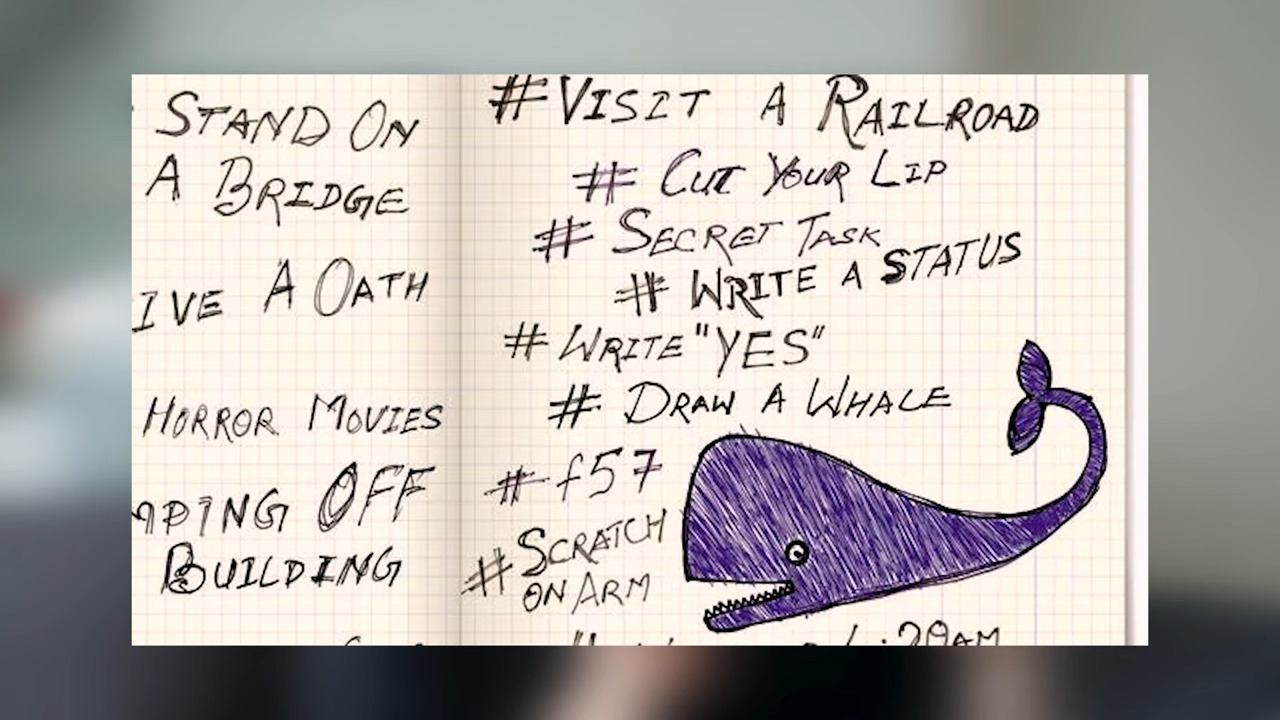 STAND ON
A BRIDGE
IVE A OATH
HORROR MOVIES
PING OFF
BUILDING
#VISIT A RAILROAD
# CUT YOUR LIP
# SECRET TASK
# WRITE A STATUS
# WRITE "YES"
# DRAW A WHALE
# f57
# SCRATCH
ON ARM
:20AM